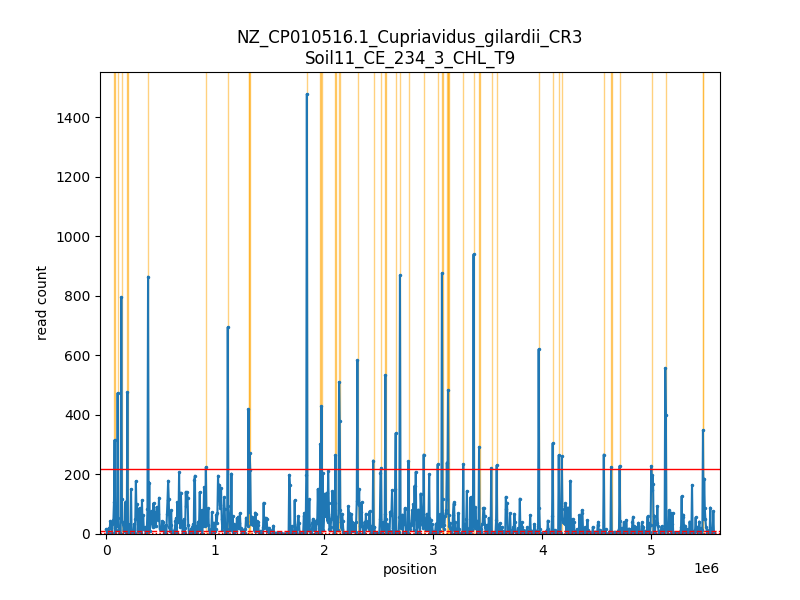 NZ_CP010516.1_Cupriavidus_gilardii_CR3
Soil11_CE_234_3_CHL_T9
1400
1200
1000
800
600
400
200
0
read count
0
1
2
3
4
5
1e6
position